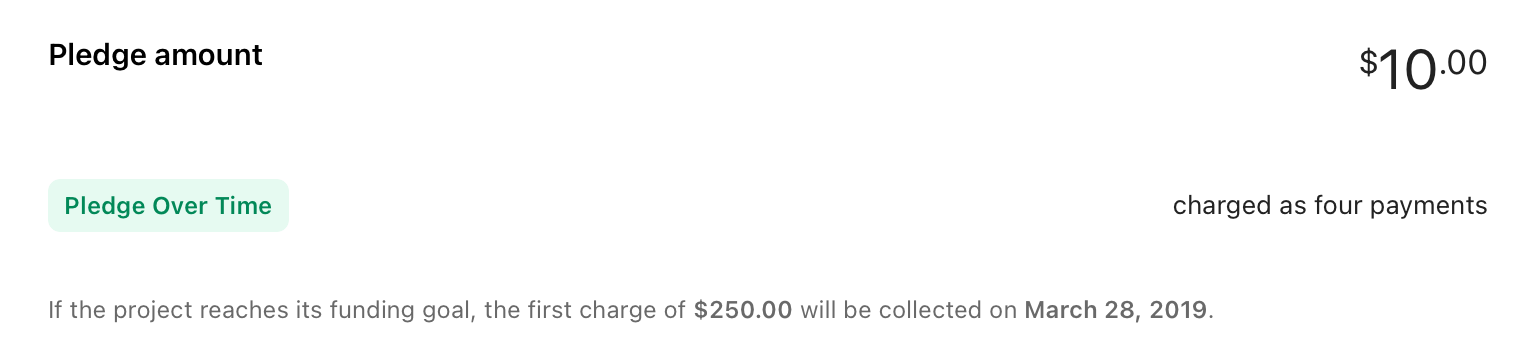 Pledge amount
$10.00
Pledge Over Time
charged as four payments
If the project reaches its funding goal, the first charge of $250.00 will be collected on March 28, 2019.